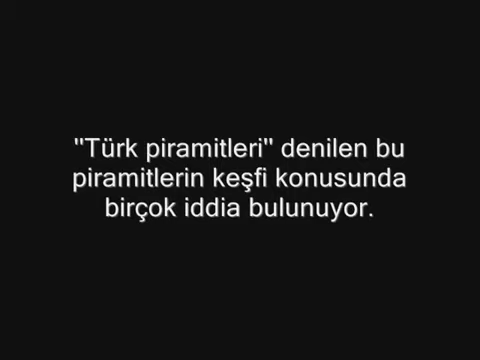 "Türk piramitleri" denilen bu
piramitlerin keşfi konusunda
birçok iddia bulunuyor.